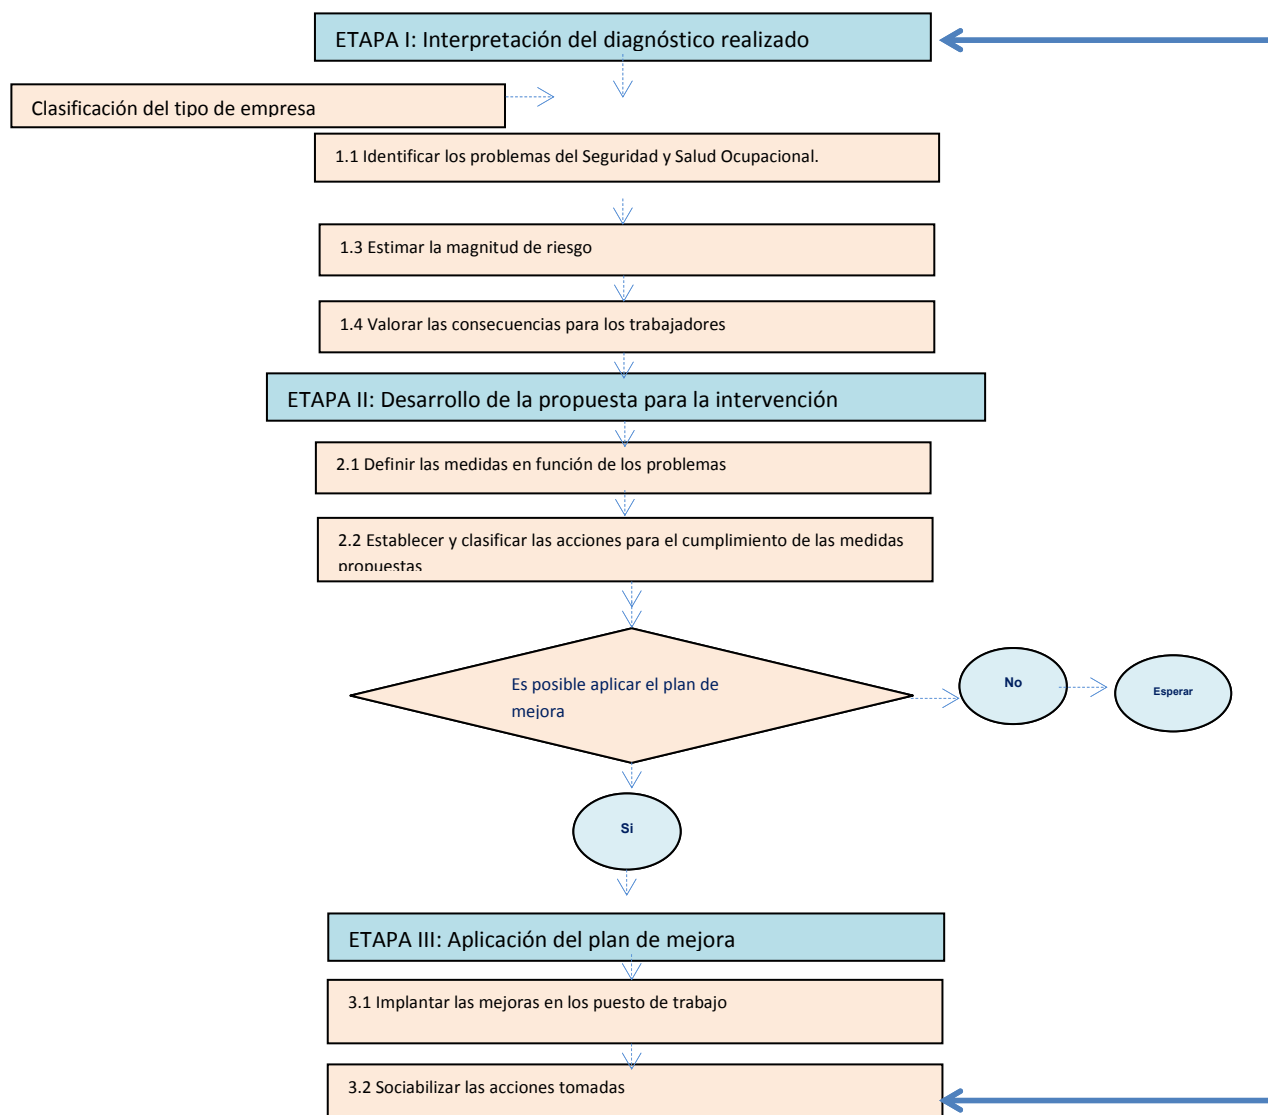 ETAPA I: Interpretación del diagnóstico realizado
Clasificación del tipo de empresa
1.1 Identificar los problemas del Seguridad y Salud Ocupacional.
1.3 Estimar la magnitud de riesgo
1.4 Valorar las consecuencias para los trabajadores
ETAPA II: Desarrollo de la propuesta para la intervención
2.1 Definir las medidas en función de los problemas
2.2 Establecer y clasificar las acciones para el cumplimiento de las medidas
propuestas
Es posible aplicar el plan de
mejora
No
Esperar
Si
ETAPA III: Aplicación del plan de mejora
3.1 Implantar las mejoras en los puesto de trabajo
3.2 Sociabilizar las acciones tomadas